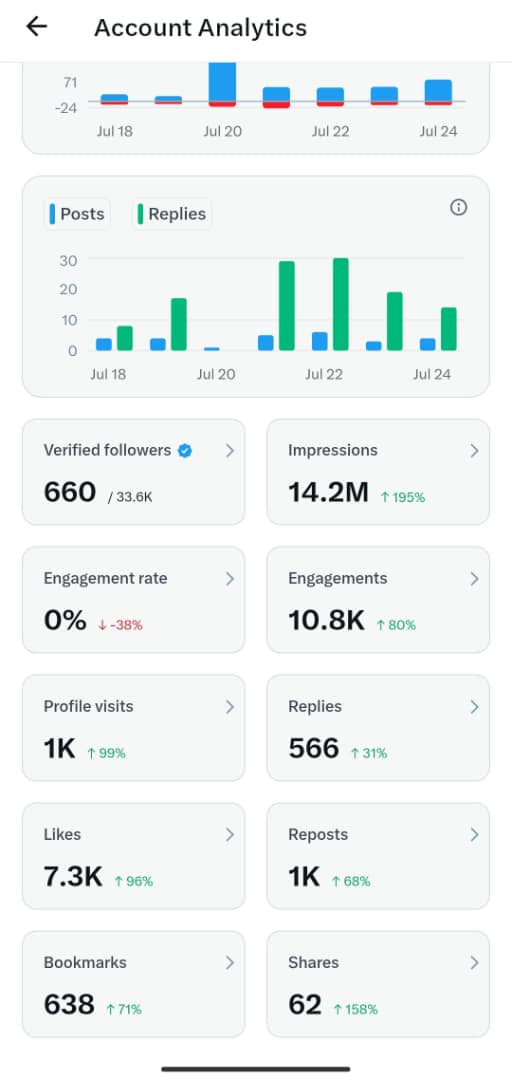 Account Analytics
71
-24
Jul 18 Jul 20 Jul 22 Jul 24
Posts Replies
30
20
10
0
Jul 18 Jul 20 Jul 22 Jul 24
Verified followers
660 / 33.6K
Impressions
14.2M ↑ 195%
Engagement rate
0% ↓ -38%
Engagements
10.8K ↑ 80%
Profile visits
1K ↑ 99%
Replies
566 ↑ 31%
Likes
7.3K ↑ 96%
Reposts
1K ↑ 68%
Bookmarks
638 ↑ 71%
Shares
62 ↑ 158%